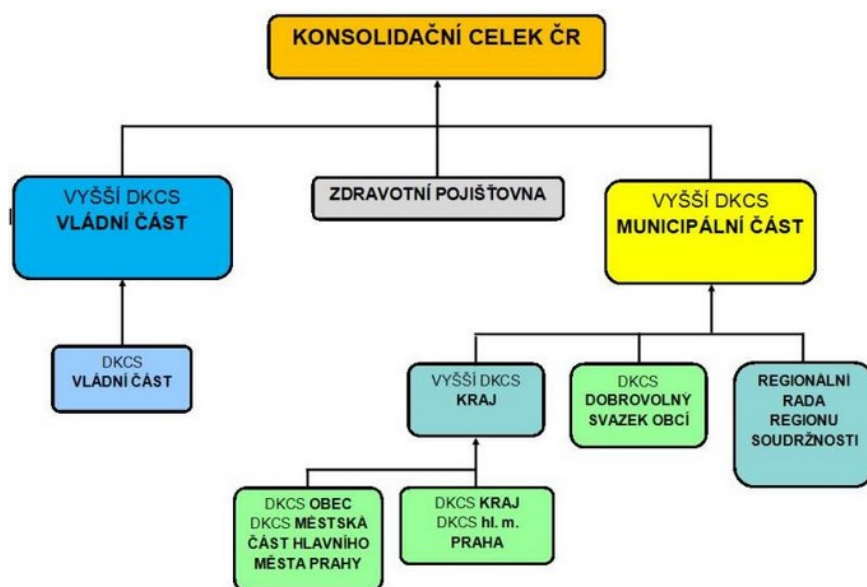 KONSOLIDAČNÍ CELEK ČR
VYŠŠÍ DKCS
VLÁDNÍ ČÁST
ZDRAVOTNÍ POJIŠŤOVNA
VYŠŠÍ DKCS
MUNICIPÁLNÍ ČÁST
DKCS
VLÁDNÍ ČÁST
VYŠŠÍ DKCS
KRAJ
DKCS
DOBROVOLNÝ
SVAZEK OBCÍ
REGIONÁLNÍ
RADA
REGIONU
SOUDRŽNOSTI
DKCS OBEC
DKCS MĚSTSKÁ
ČÁST HLAVNÍHO
MĚSTA PRAHY
DKCS KRAJ
DKCS hl. m.
PRAHA